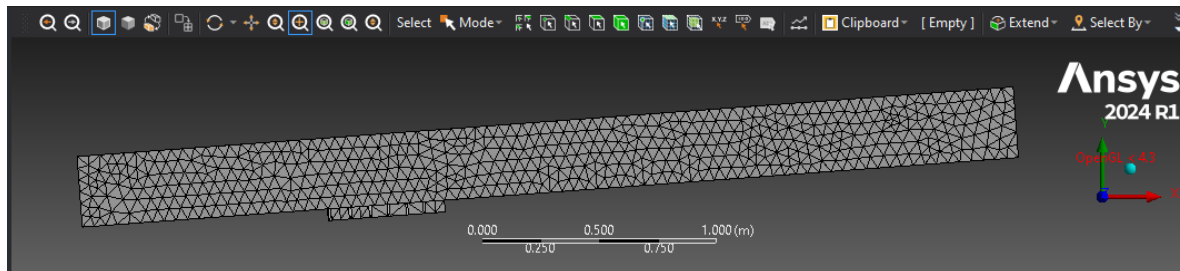 Select Mode Clipboard [ Empty ] Extend Select By
Ansys
2024 R1
Y
X
0.000 0.500 1.000 (m)
0.250 0.750